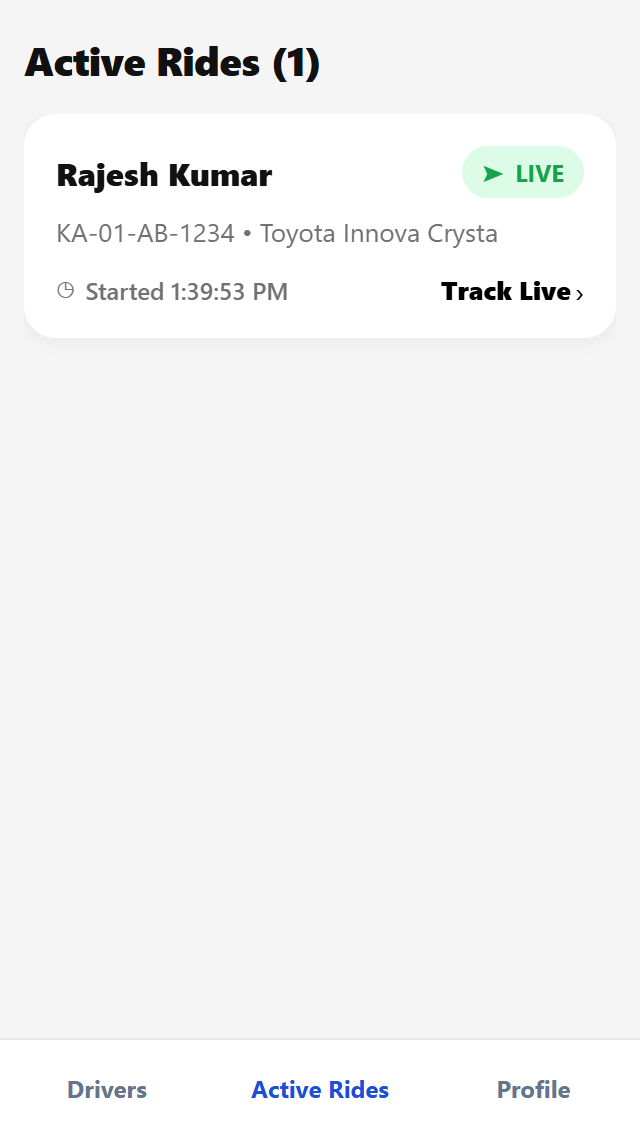 Active Rides (1)
Rajesh Kumar
LIVE
KA-01-AB-1234 • Toyota Innova Crysta
Started 1:39:53 PM
Track Live ›
Drivers
Active Rides
Profile